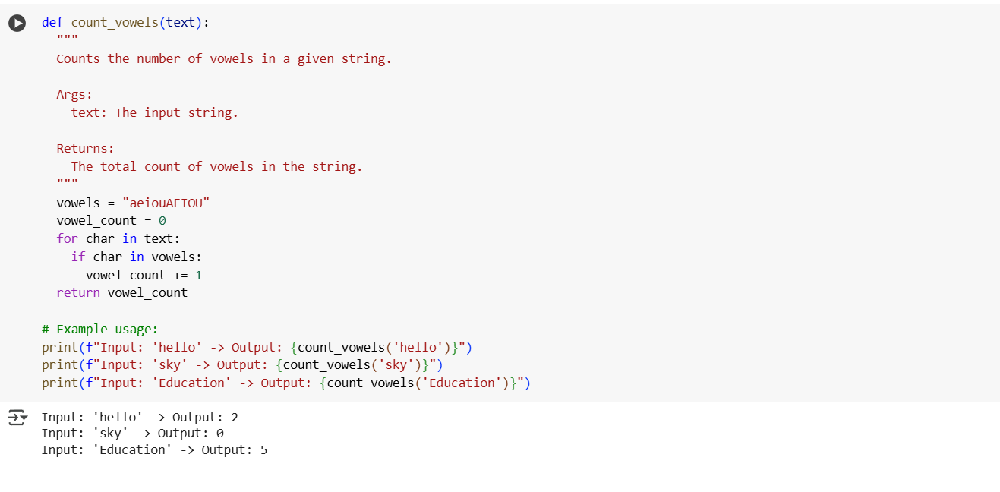 def count_vowels(text):
  """
  Counts the number of vowels in a given string.

  Args:
    text: The input string.

  Returns:
    The total count of vowels in the string.
  """
  vowels = "aeiouAEIOU"
  vowel_count = 0
  for char in text:
    if char in vowels:
      vowel_count += 1
  return vowel_count

# Example usage:
print(f"Input: 'hello' -> Output: {count_vowels('hello')}")
print(f"Input: 'sky' -> Output: {count_vowels('sky')}")
print(f"Input: 'Education' -> Output: {count_vowels('Education')}")
Input: 'hello' -> Output: 2
Input: 'sky' -> Output: 0
Input: 'Education' -> Output: 5